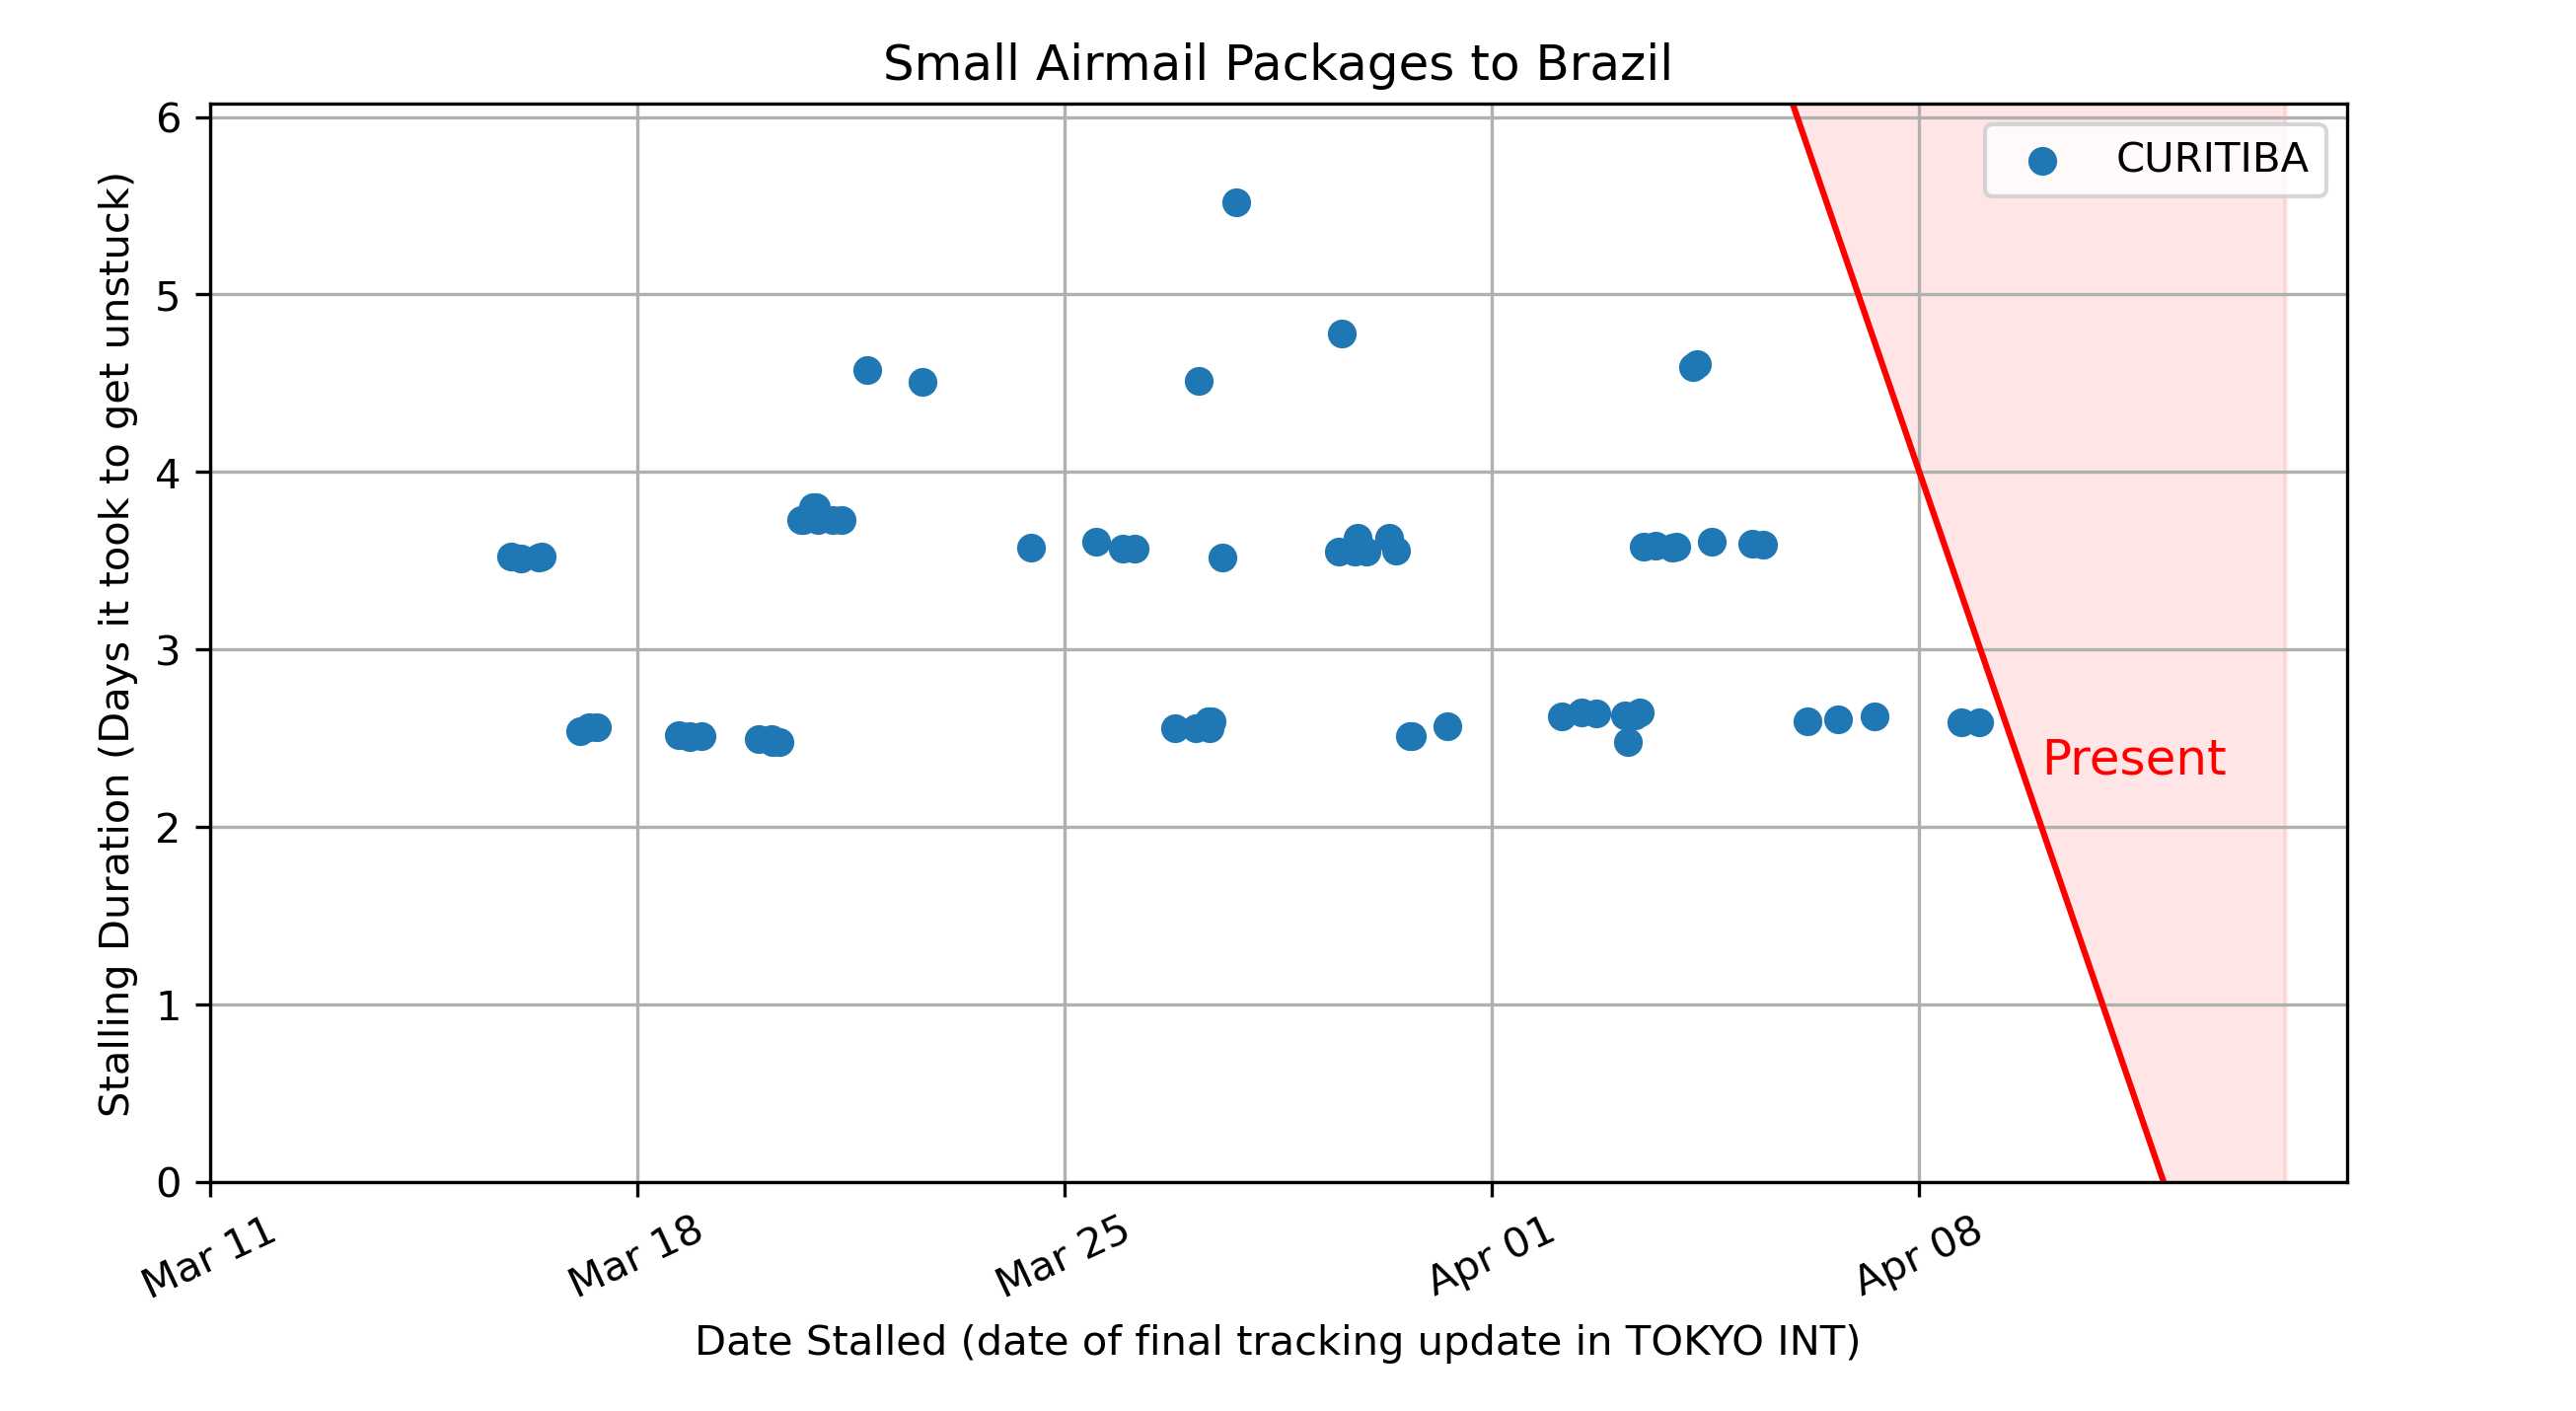 Small Airmail Packages to Brazil
Stalling Duration (Days it took to get unstuck)
6
5
4
3
2
1
0
CURITIBA
Present
Mar 11
Mar 18
Mar 25
Apr 01
Apr 08
Date Stalled (date of final tracking update in TOKYO INT)